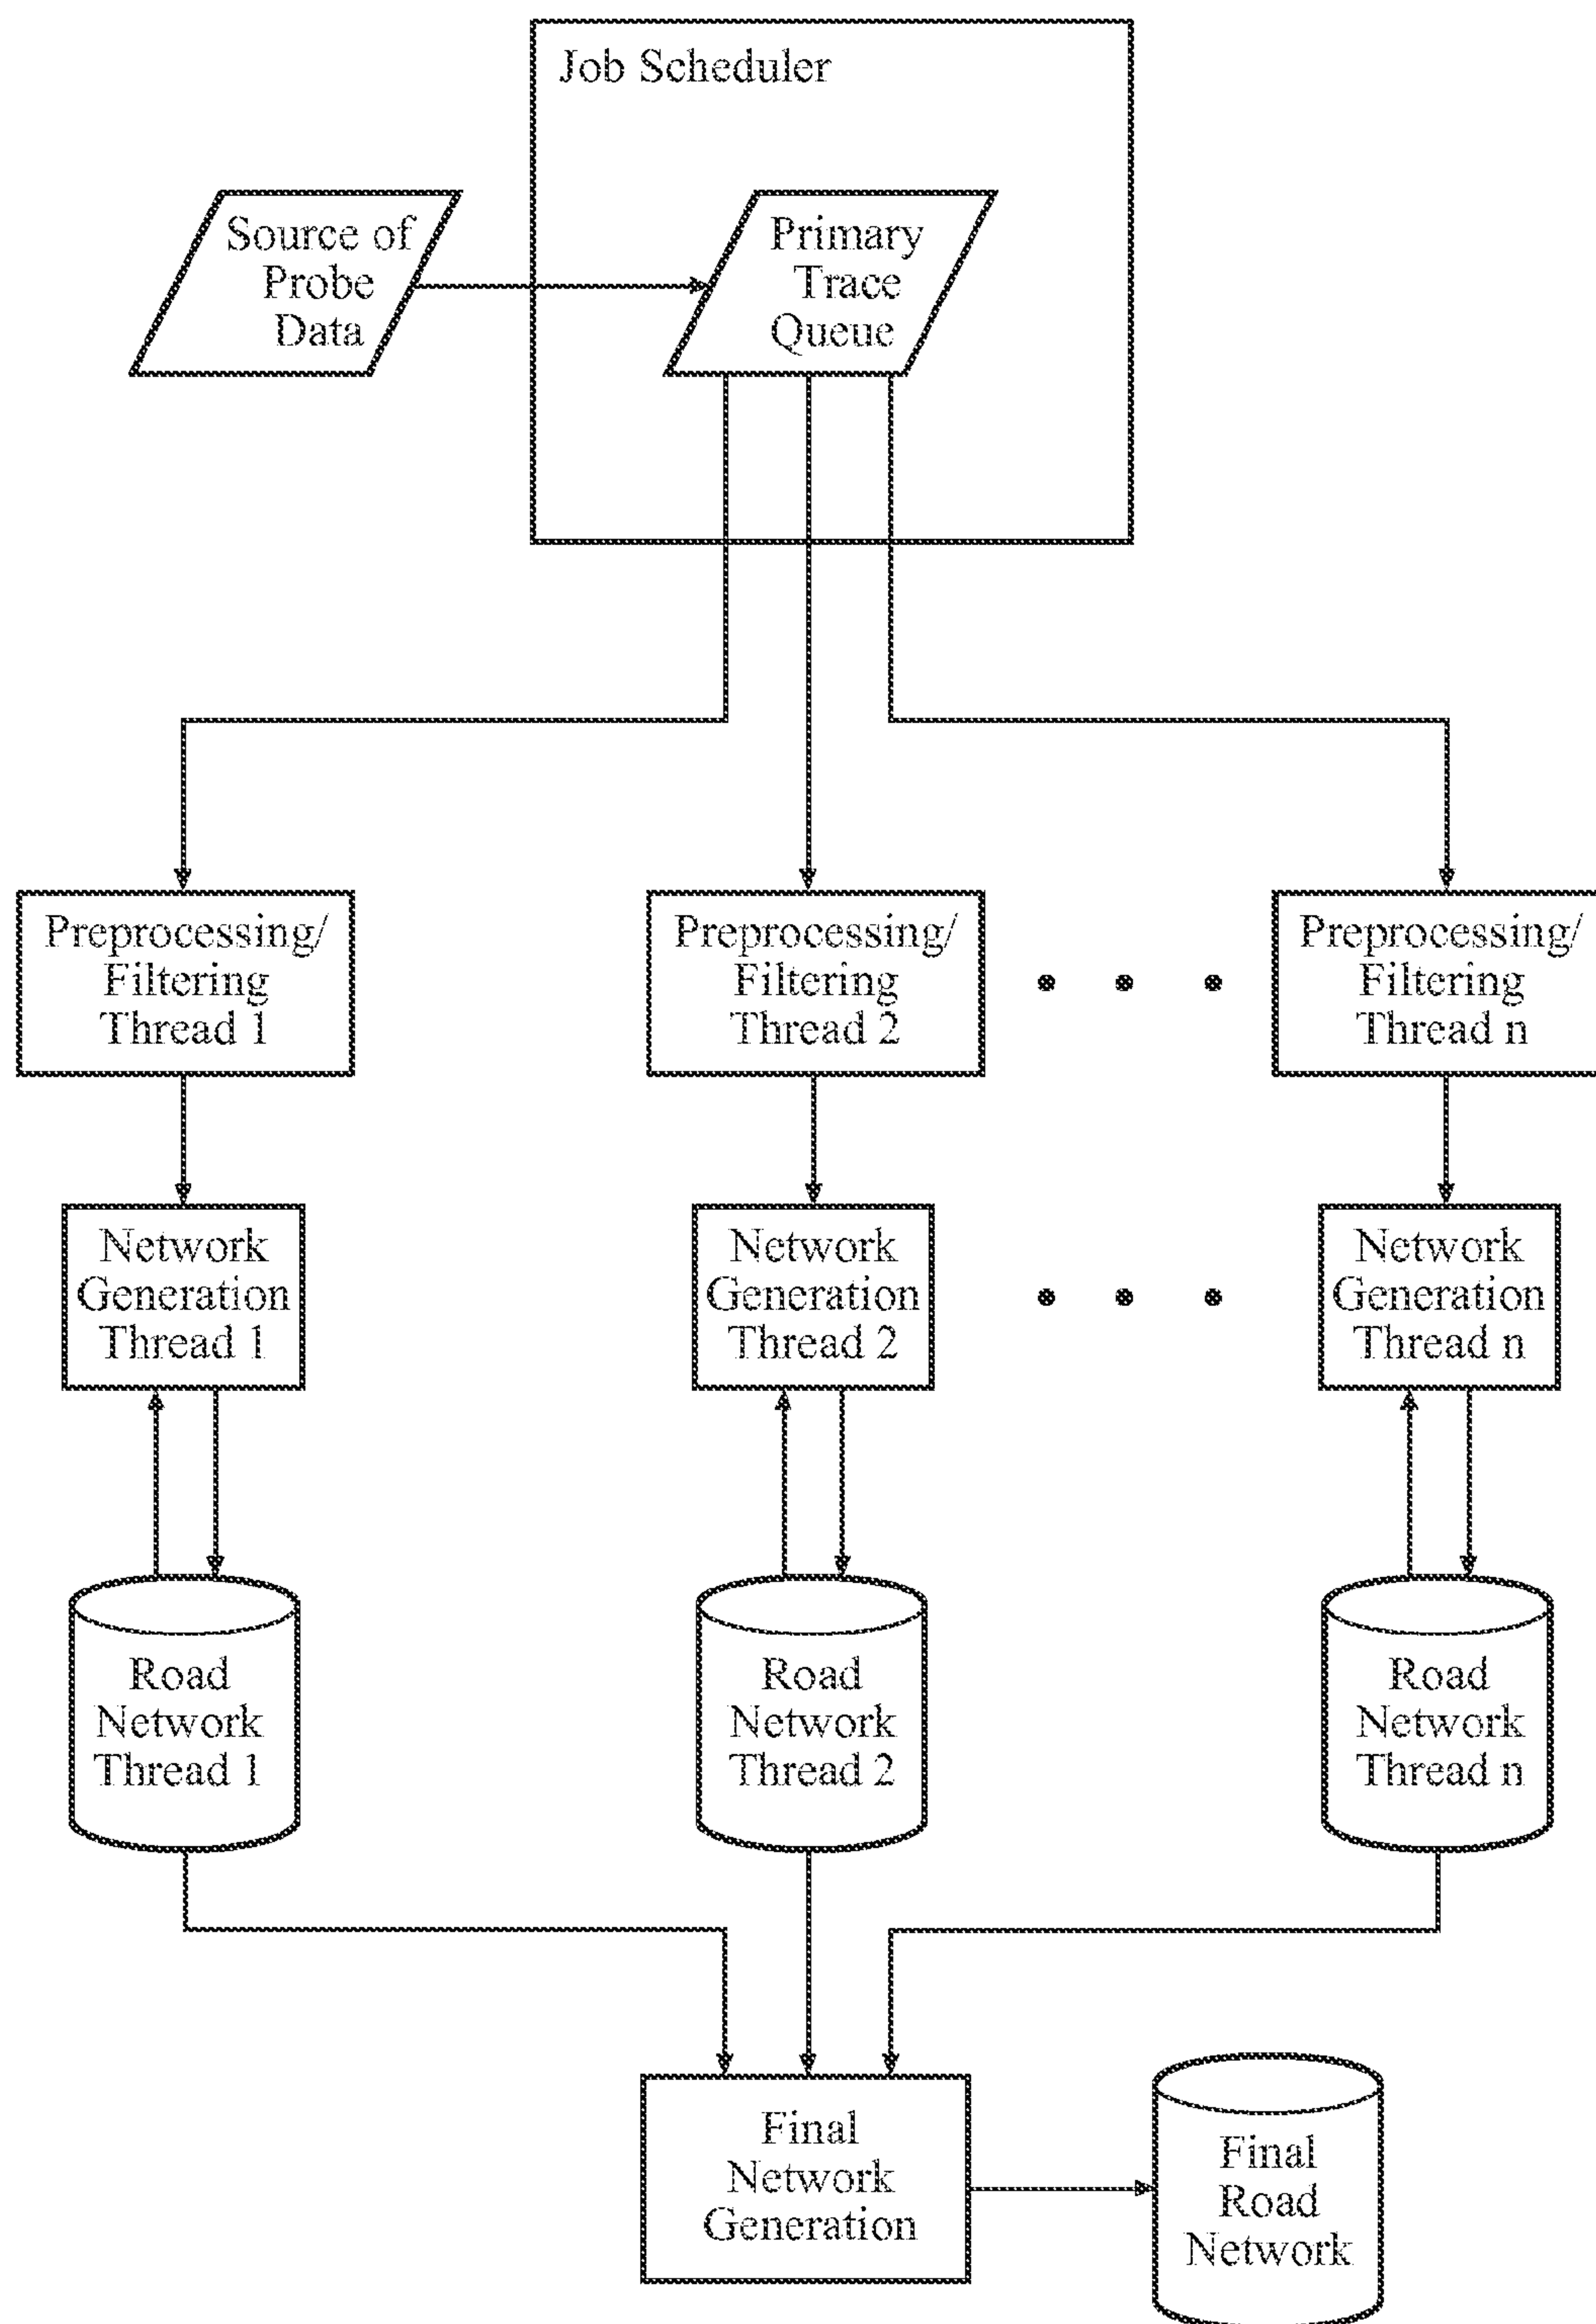 Job Scheduler
Source of
Probe
Data
Primary
Trace
Queue
Preprocessing/
Filtering
Thread 1
Preprocessing/
Filtering
Thread 2
Preprocessing/
Filtering
Thread n
Network
Generation
Thread 1
Network
Generation
Thread 2
Network
Generation
Thread n
Road
Network
Thread 1
Road
Network
Thread 2
Road
Network
Thread n
Final
Network
Generation
Final
Road
Network